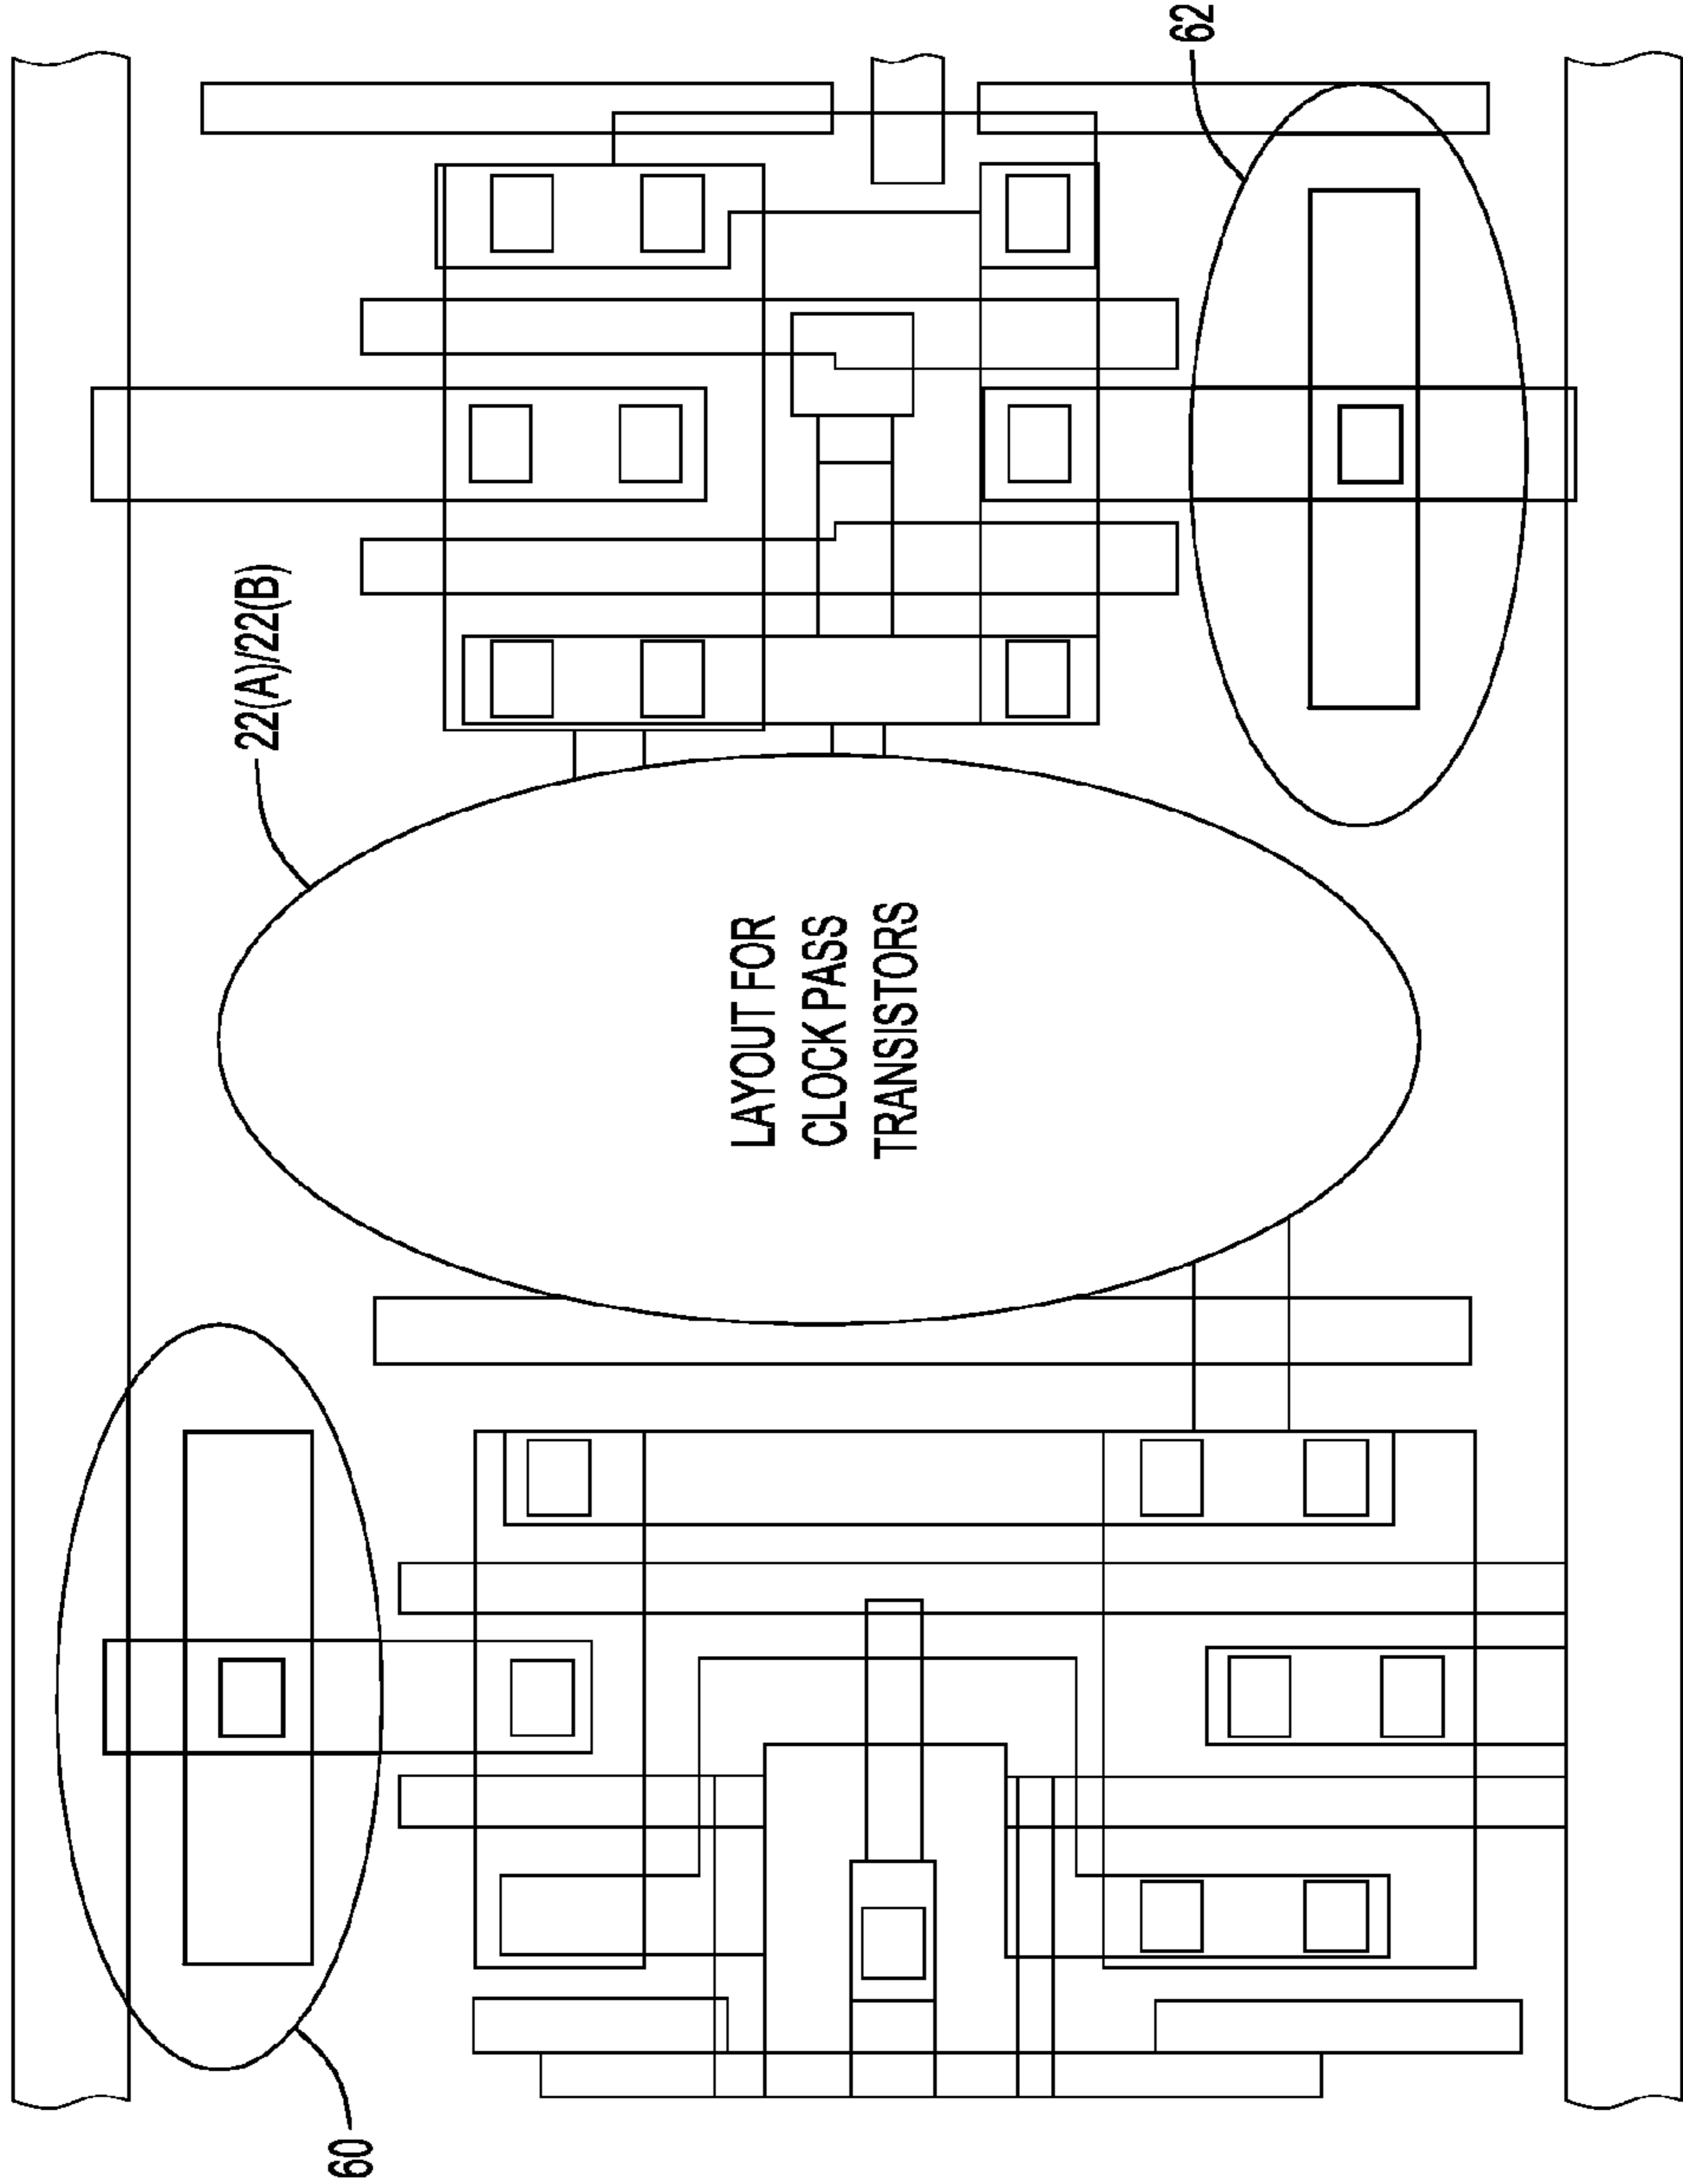 22(A)/22(B)
62
LAYOUT FOR
CLOCK PASS
TRANSISTORS
60